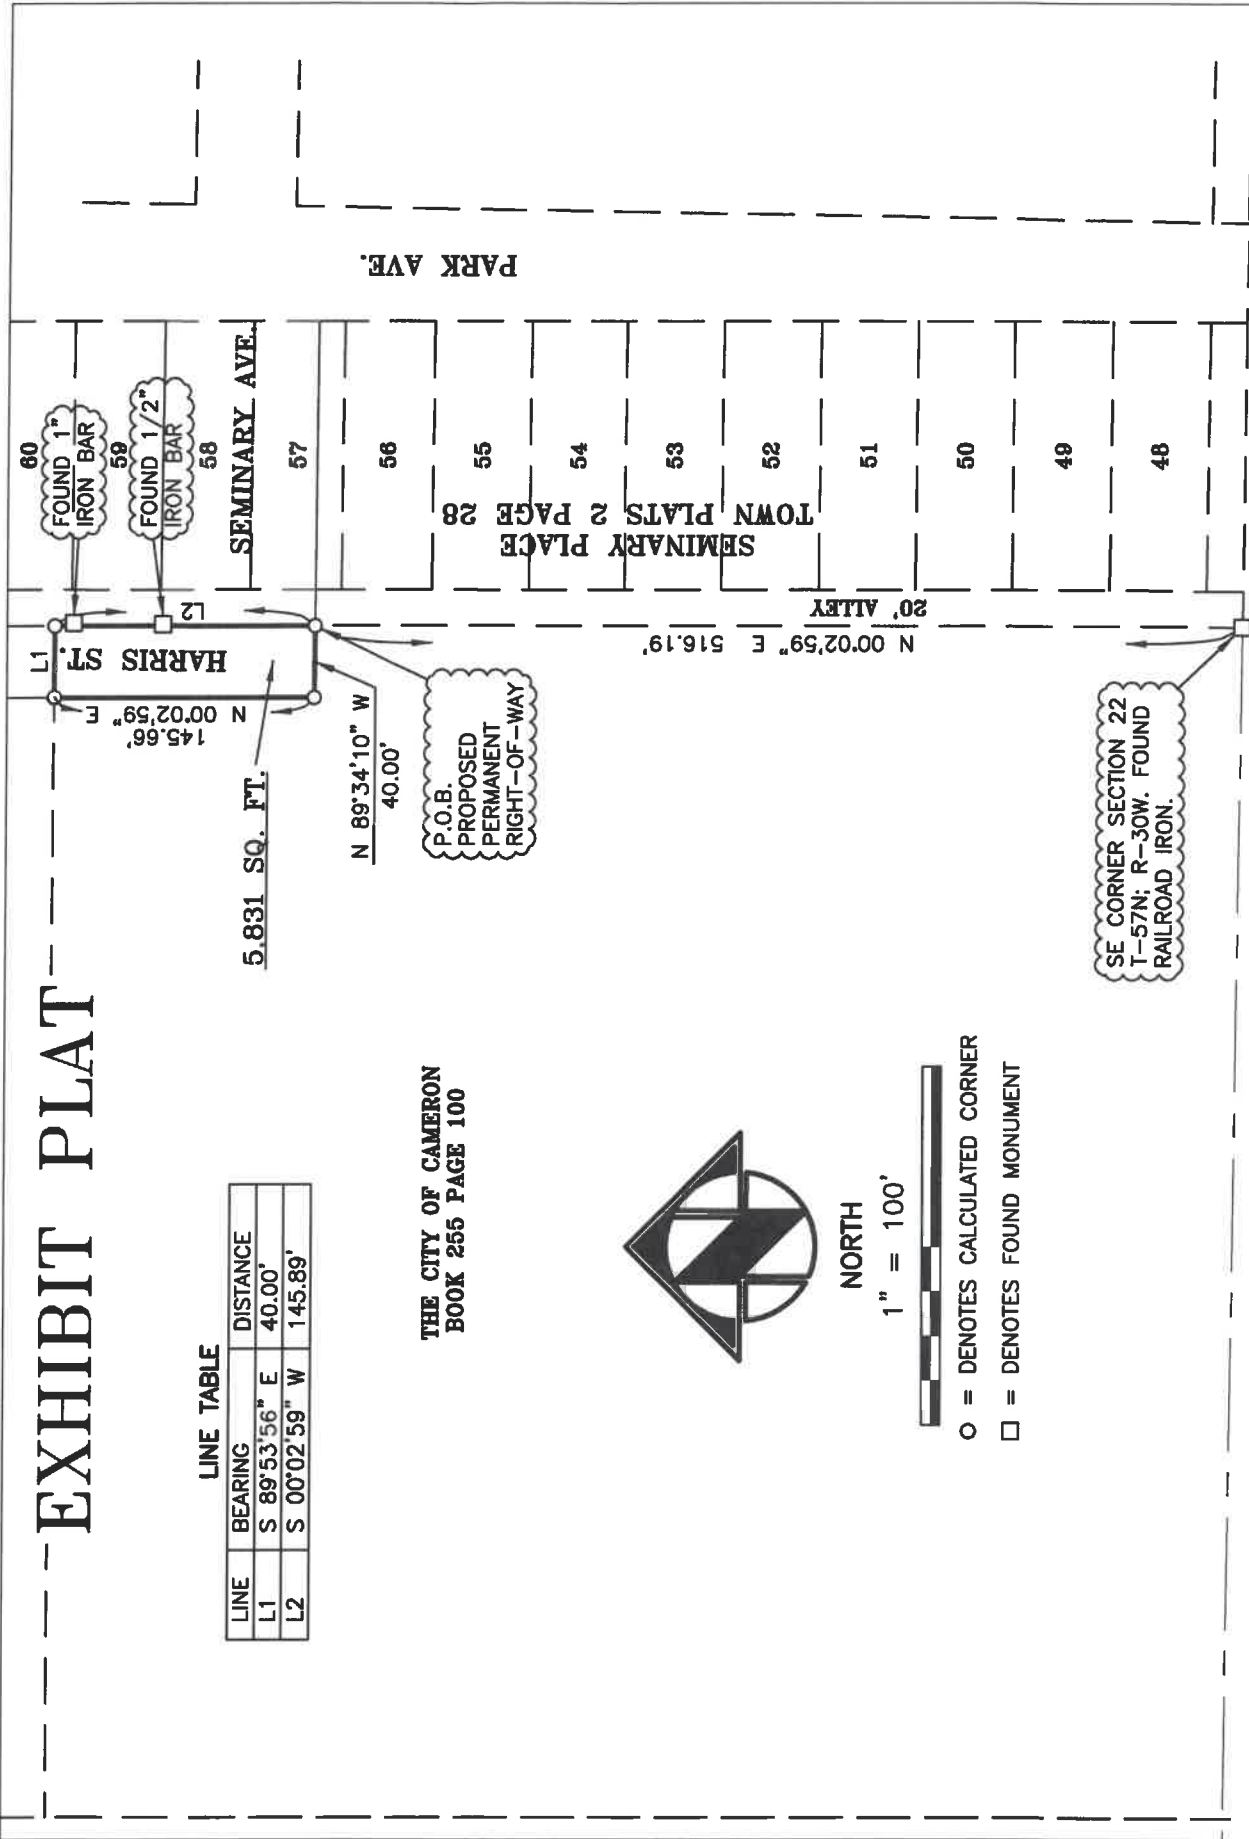 EXHIBIT PLAT
LINE TABLE
LINE BEARING DISTANCE
L1 S 89°53'56" E 40.00'
L2 S 00°02'59" W 145.89'
THE CITY OF CAMERON
BOOK 255 PAGE 100
NORTH
1" = 100'
O = DENOTES CALCULATED CORNER
□ = DENOTES FOUND MONUMENT
L1
HARRIS ST.
L2
N 00°02'59" E
145.66'
5,831 SQ. FT.
N 89°34'10" W
40.00'
P.O.B.
PROPOSED
PERMANENT
RIGHT-OF-WAY
60
FOUND 1"
IRON BAR
59
FOUND 1/2"
IRON BAR
58
SEMINARY AVE.
57
56
55
54
53
52
51
50
49
48
SEMINARY PLACE
TOWN PLATS 2 PAGE 28
PARK AVE.
20' ALLEY
N 00°02'59" E 516.19'
SE CORNER SECTION 22
T-57N; R-30W. FOUND
RAILROAD IRON.